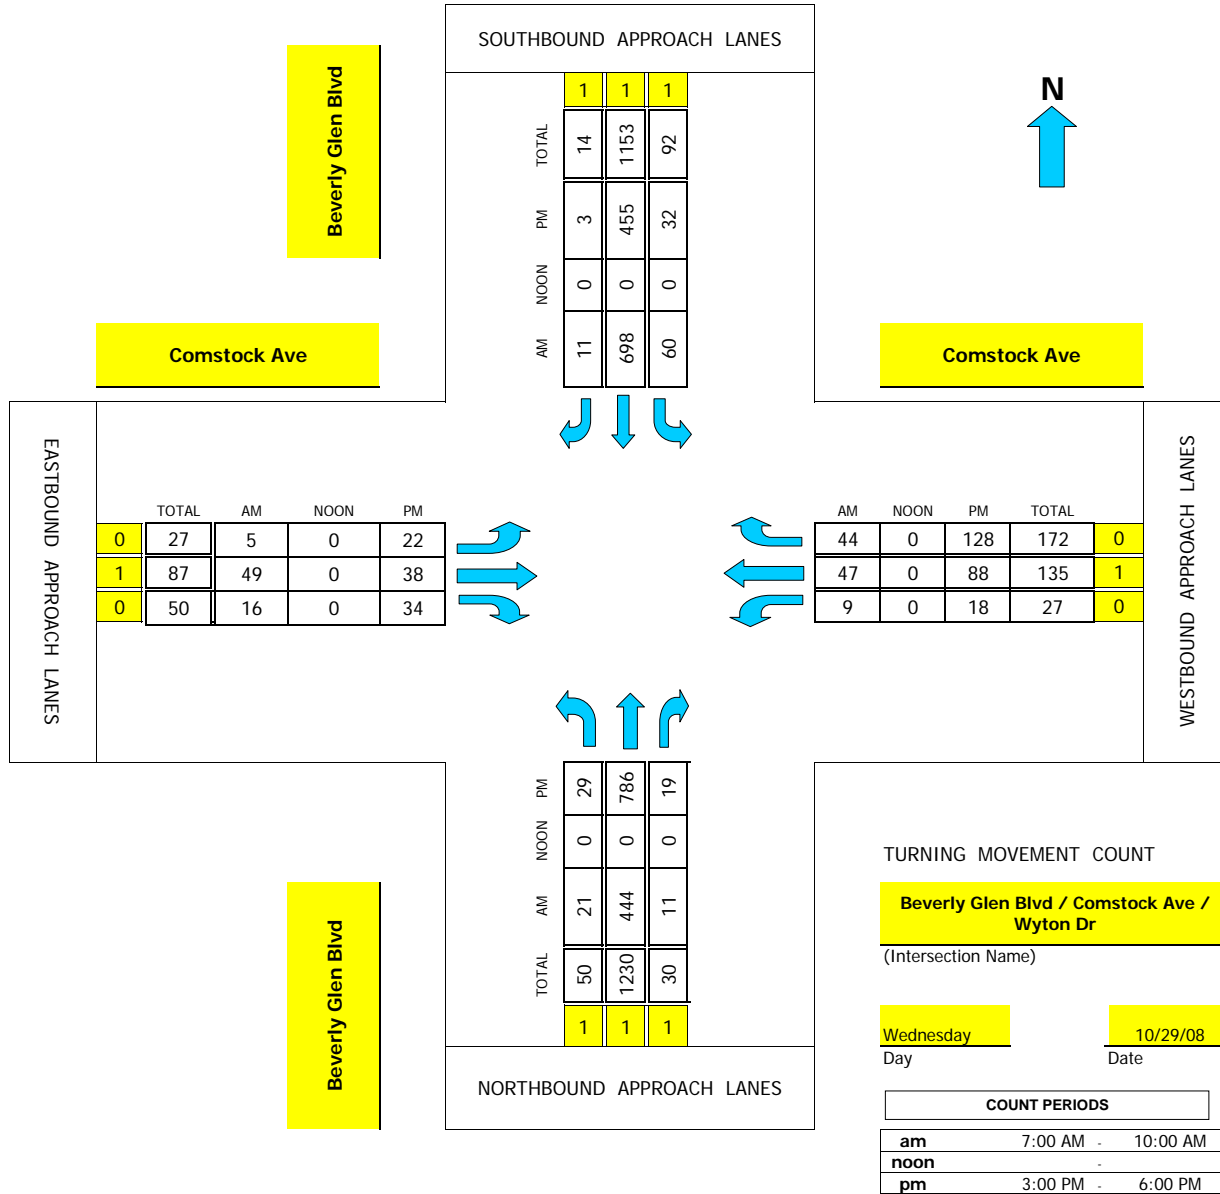 SOUTHBOUND APPROACH LANES
Beverly Glen Blvd
N
1 1 1
TOTAL 14 1153 92
PM 3 455 32
NOON 0 0 0
AM 11 698 60
Comstock Ave
Comstock Ave
EASTBOUND APPROACH LANES
TOTAL AM NOON PM
0 27 5 0 22
1 87 49 0 38
0 50 16 0 34
AM NOON PM TOTAL
44 0 128 172 0
47 0 88 135 1
9 0 18 27 0
WESTBOUND APPROACH LANES
PM 29 786 19
NOON 0 0 0
AM 21 444 11
TOTAL 50 1230 30
1 1 1
NORTHBOUND APPROACH LANES
Beverly Glen Blvd
TURNING MOVEMENT COUNT
Beverly Glen Blvd / Comstock Ave /
Wyton Dr
(Intersection Name)
Wednesday 10/29/08
Day Date
COUNT PERIODS
am 7:00 AM - 10:00 AM
noon -
pm 3:00 PM - 6:00 PM